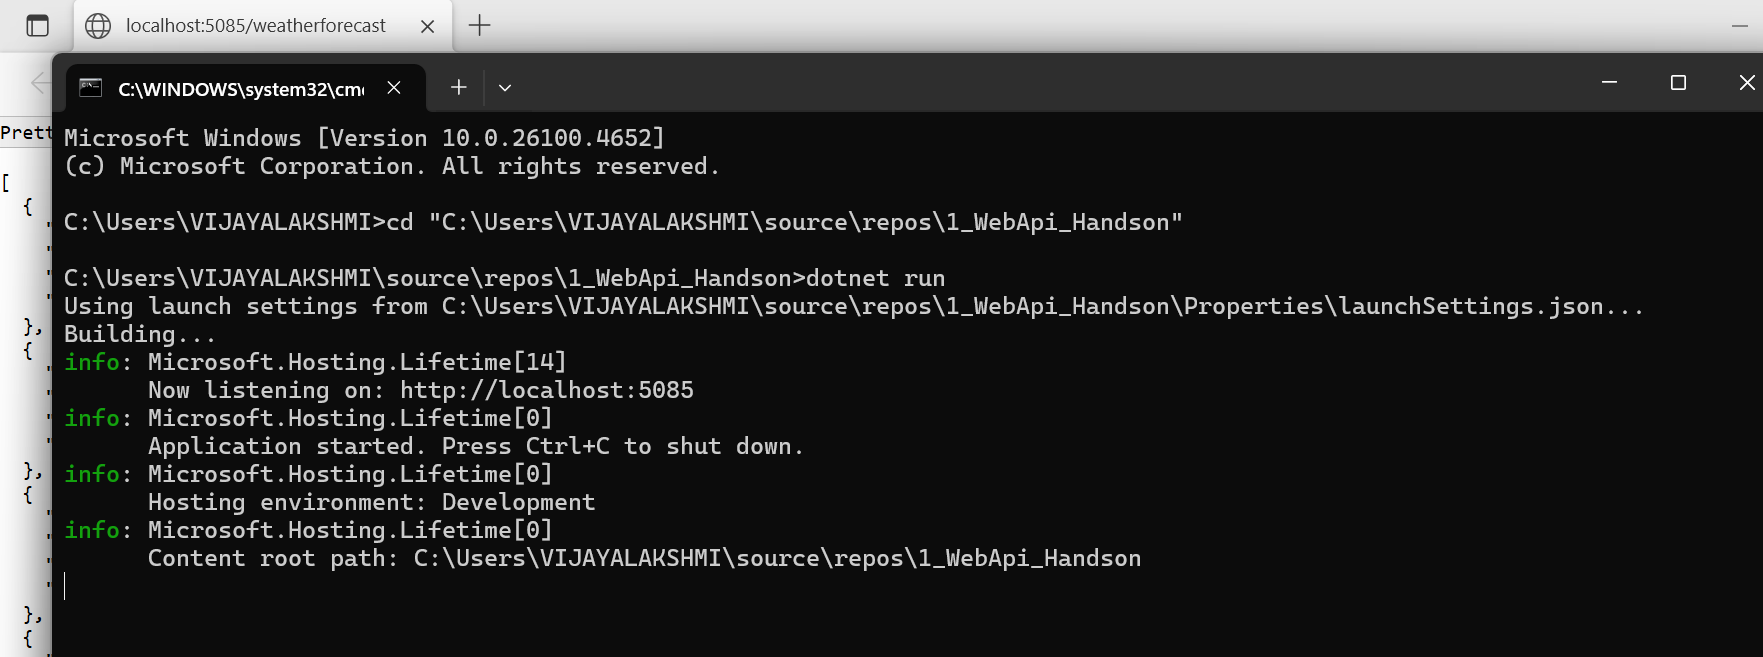 localhost:5085/weatherforecast
C:\WINDOWS\system32\cm
Prett
Microsoft Windows [Version 10.0.26100.4652]
(c) Microsoft Corporation. All rights reserved.
C:\Users\VIJAYALAKSHMI>cd "C:\Users\VIJAYALAKSHMI\source\repos\1_WebApi_Handson"
C:\Users\VIJAYALAKSHMI\source\repos\1_WebApi_Handson>dotnet run
Using launch settings from C:\Users\VIJAYALAKSHMI\source\repos\1_WebApi_Handson\Properties\launchSettings.json...
Building...
info: Microsoft.Hosting.Lifetime[14]
Now listening on: http://localhost:5085
info: Microsoft.Hosting.Lifetime[0]
Application started. Press Ctrl+C to shut down.
info: Microsoft.Hosting.Lifetime[0]
Hosting environment: Development
info: Microsoft.Hosting.Lifetime[0]
Content root path: C:\Users\VIJAYALAKSHMI\source\repos\1_WebApi_Handson
[
{
"
"
"
"
},
{
"
"
"
"
},
{
"
"
"
"
},
{
"